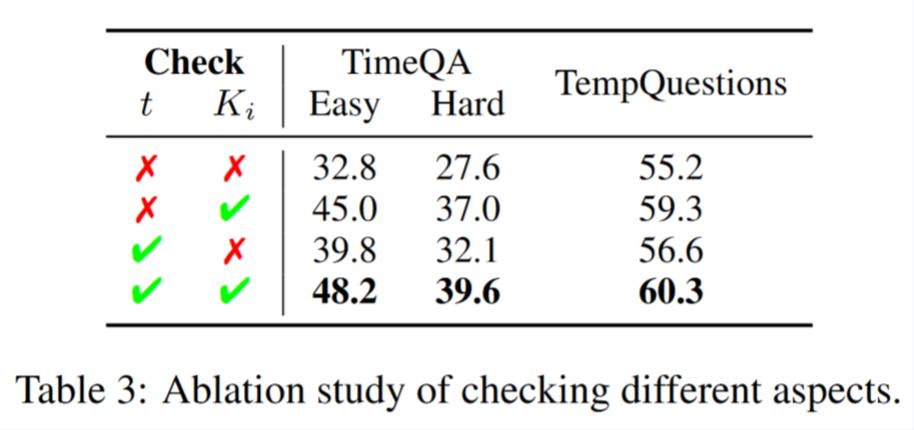 Check TimeQA TempQuestions
t K_i Easy Hard
✗ ✗ 32.8 27.6 55.2
✗ ✓ 45.0 37.0 59.3
✓ ✗ 39.8 32.1 56.6
✓ ✓ 48.2 39.6 60.3
Table 3: Ablation study of checking different aspects.